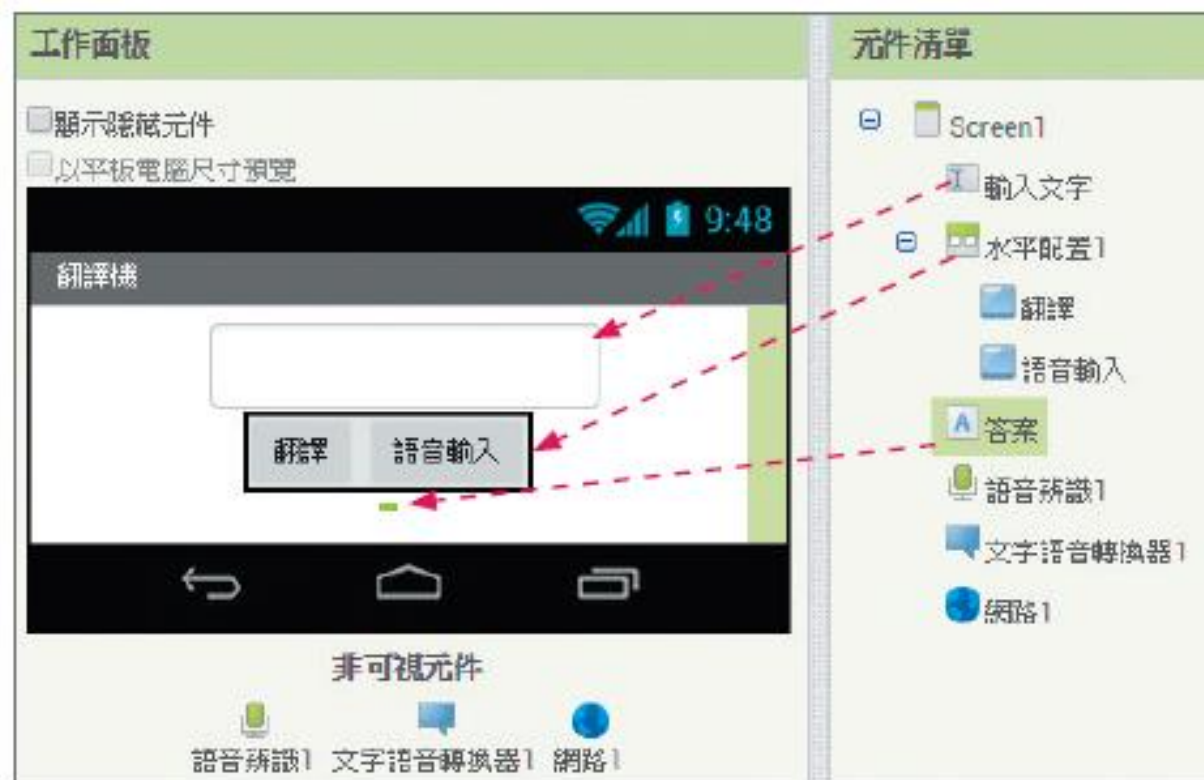 工作面板
顯示隱藏元件
以平板電腦尺寸預覽
9:48
翻譯機
翻譯 語音輸入
非可視元件
語音辨識1 文字語音轉換器1 網路1
元件清單
Screen1
輸入文字
水平配置1
翻譯
語音輸入
A 答案
語音辨識1
文字語音轉換器1
網路1